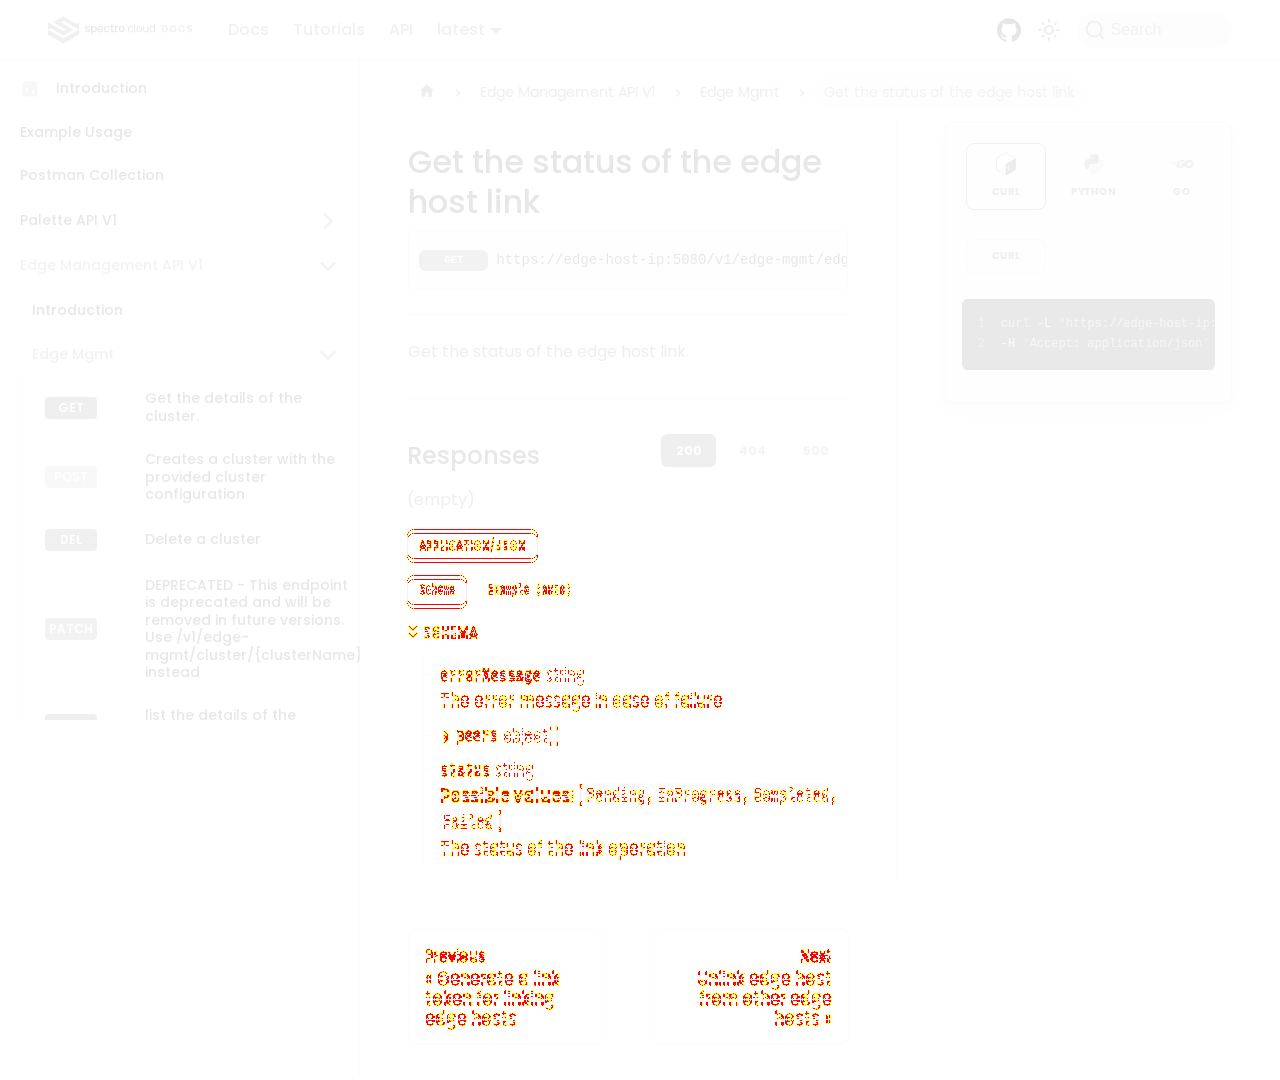 spectro cloud DOCS
Docs Tutorials API latest
Search
Introduction
Example Usage
Postman Collection
Palette API V1
Edge Management API V1
Introduction
Edge Mgmt
GET Get the details of the
cluster.
POST Creates a cluster with the
provided cluster
configuration
DEL Delete a cluster
PATCH DEPRECATED - This endpoint
is deprecated and will be
removed in future versions.
Use /v1/edge-
mgmt/cluster/{clusterName}
instead
list the details of the
Edge Management API V1 > Edge Mgmt > Get the status of the edge host link
Get the status of the edge
host link
GET https://edge-host-ip:5080/v1/edge-mgmt/edg
Get the status of the edge host link
Responses
200 404 500
(empty)
APPLICATION/JSON
Schema Example (auto)
SCHEMA
errorMessage string
The error message in case of failure
peers object[]
status string
Possible values: [Pending, InProgress, Completed,
Failed]
The status of the link operation
Previous
« Generate a link
token for linking
edge hosts
Next
Unlink edge host
from other edge
hosts »
CURL PYTHON GO
CURL
1 curl -L 'https://edge-host-ip:
2 -H 'Accept: application/json'